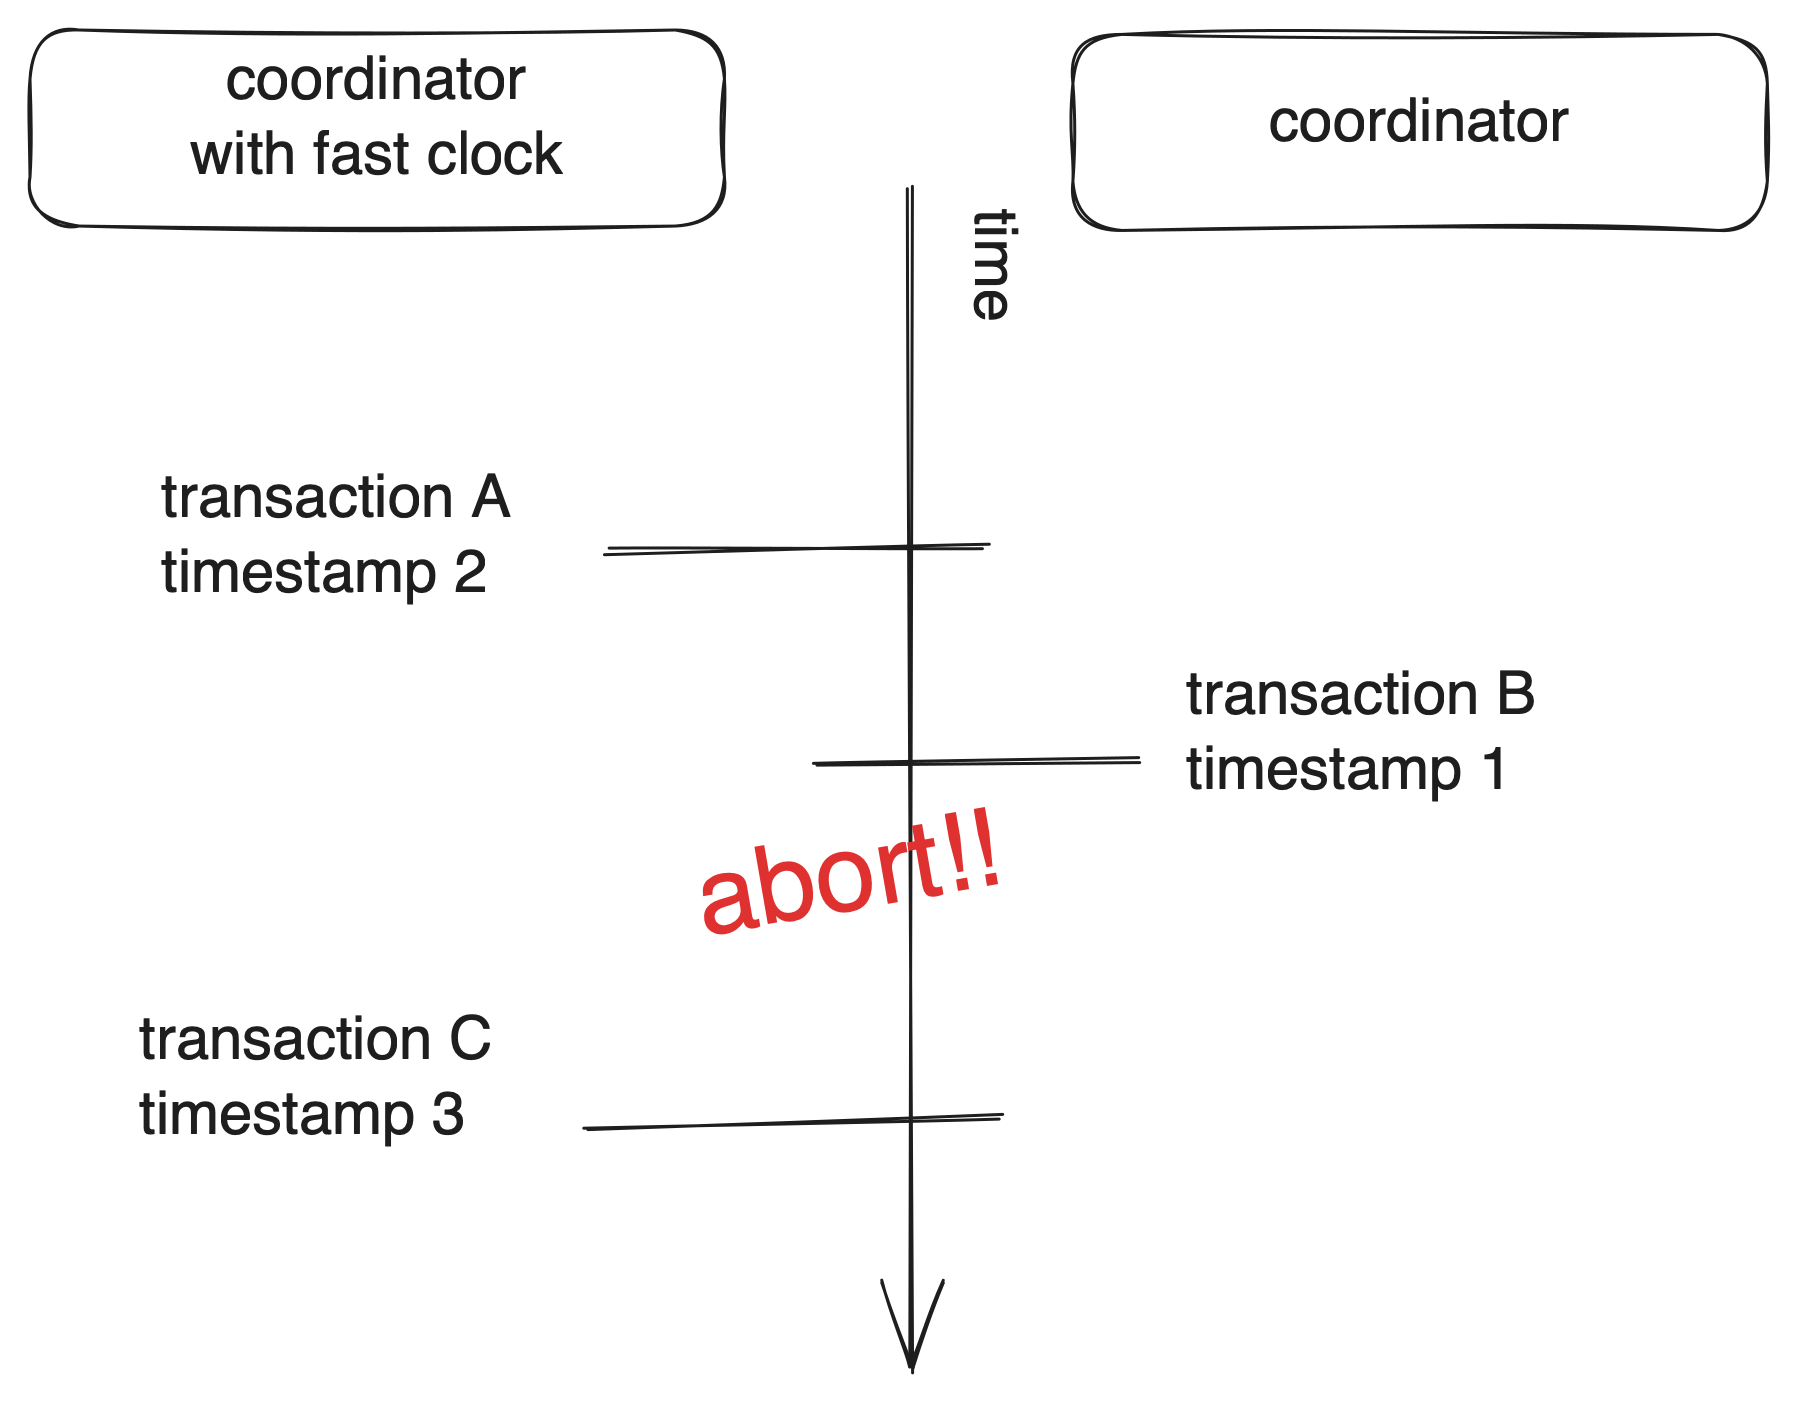 coordinator
with fast clock
coordinator
time
transaction A
timestamp 2
transaction B
timestamp 1
abort!!
transaction C
timestamp 3